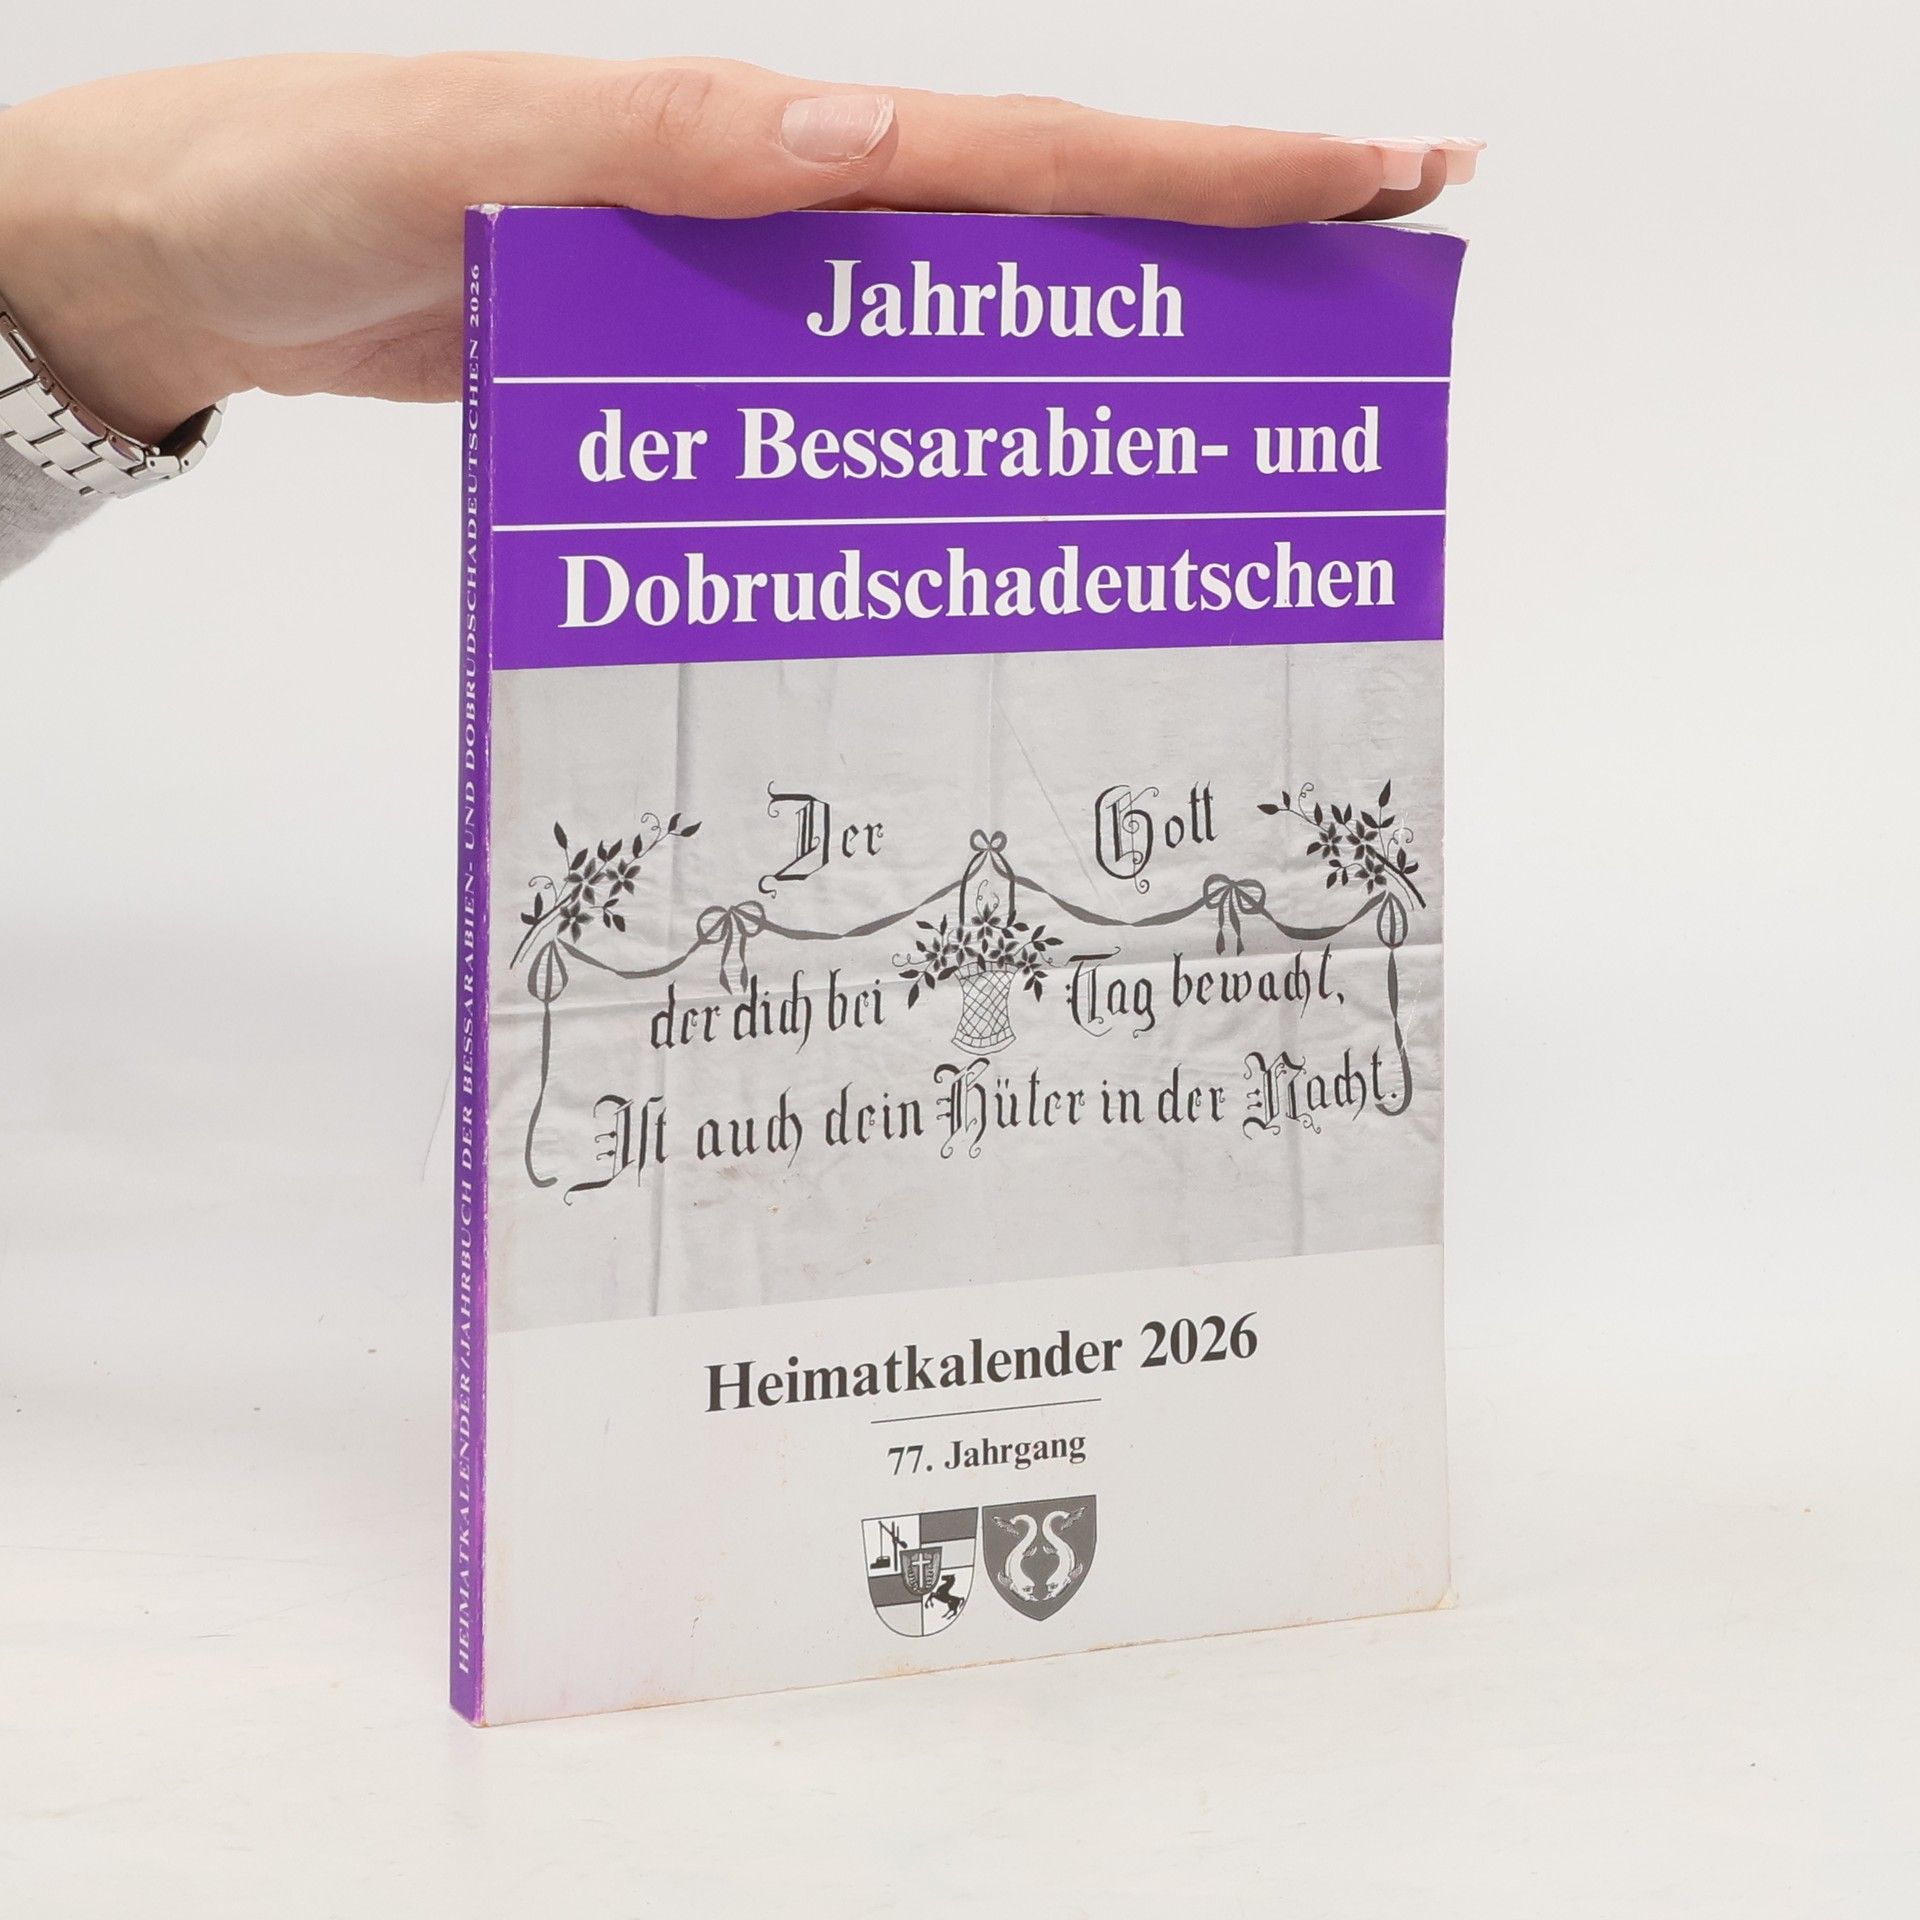 Jahrbuch
der Bessarabien- und
Dobrudschadeutschen
Der Gott
der dich bei Tag bewacht,
Ist auch dein Hüter in der Nacht.
Heimatkalender 2026
77. Jahrgang
HEIMATKALENDER/JAHRBUCH DER BESSARABIEN- UND DOBRUDSCHADEUTSCHEN 2026